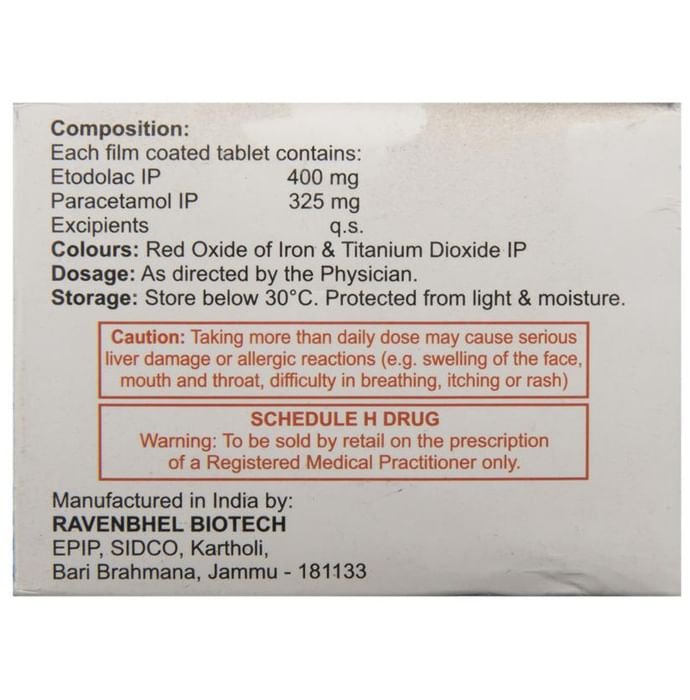 Composition:
Each film coated tablet contains:
Etodolac IP 400 mg
Paracetamol IP 325 mg
Excipients q.s.
Colours: Red Oxide of Iron & Titanium Dioxide IP
Dosage: As directed by the Physician.
Storage: Store below 30°C. Protected from light & moisture.
Caution: Taking more than daily dose may cause serious
liver damage or allergic reactions (e.g. swelling of the face,
mouth and throat, difficulty in breathing, itching or rash)
SCHEDULE H DRUG
Warning: To be sold by retail on the prescription
of a Registered Medical Practitioner only.
Manufactured in India by:
RAVENBHEL BIOTECH
EPIP, SIDCO, Kartholi,
Bari Brahmana, Jammu - 181133